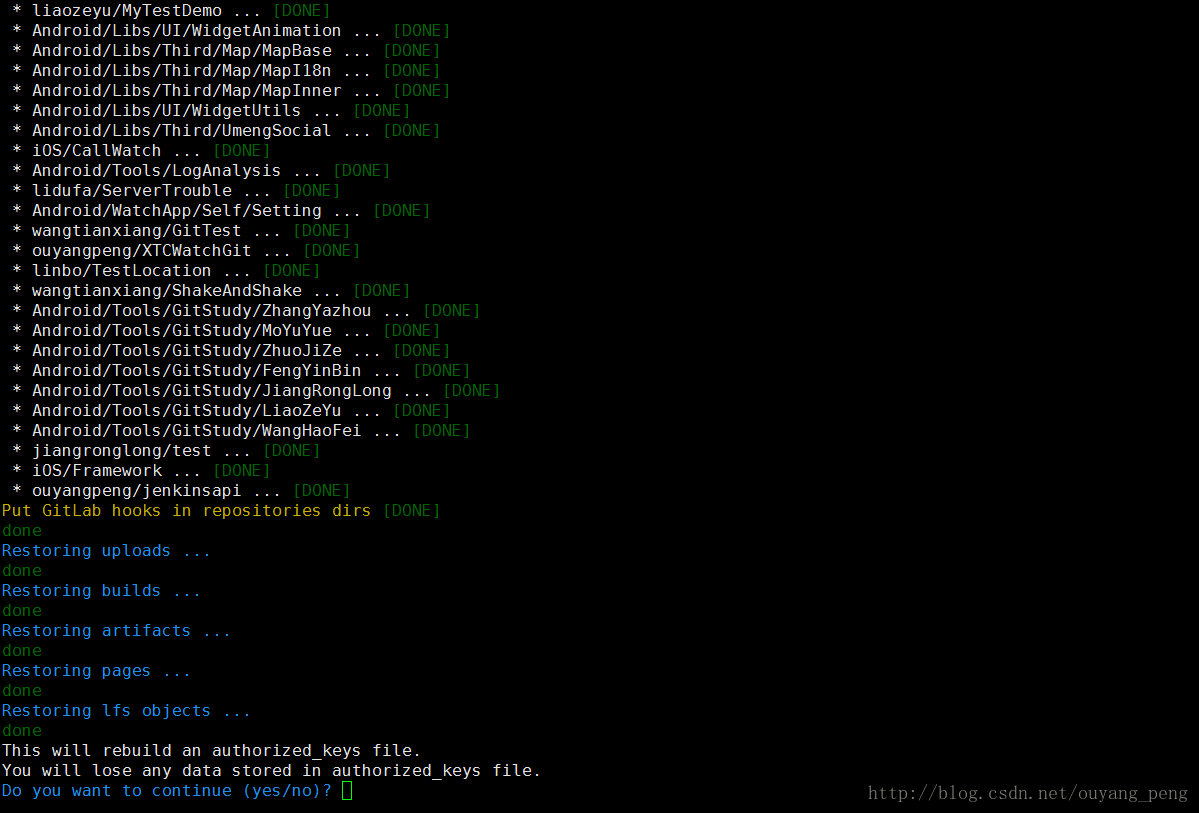 * liaozeyu/MyTestDemo ... [DONE]
* Android/Libs/UI/WidgetAnimation ... [DONE]
* Android/Libs/Third/Map/MapBase ... [DONE]
* Android/Libs/Third/Map/MapI18n ... [DONE]
* Android/Libs/Third/Map/MapInner ... [DONE]
* Android/Libs/UI/WidgetUtils ... [DONE]
* Android/Libs/Third/UmengSocial ... [DONE]
* iOS/CallWatch ... [DONE]
* Android/Tools/LogAnalysis ... [DONE]
* lidufa/ServerTrouble ... [DONE]
* Android/WatchApp/Self/Setting ... [DONE]
* wangtianxiang/GitTest ... [DONE]
* ouyangpeng/XTCWatchGit ... [DONE]
* linbo/TestLocation ... [DONE]
* wangtianxiang/ShakeAndShake ... [DONE]
* Android/Tools/GitStudy/ZhangYazhou ... [DONE]
* Android/Tools/GitStudy/MoYuYue ... [DONE]
* Android/Tools/GitStudy/ZhuoJiZe ... [DONE]
* Android/Tools/GitStudy/FengYinBin ... [DONE]
* Android/Tools/GitStudy/JiangRongLong ... [DONE]
* Android/Tools/GitStudy/LiaoZeYu ... [DONE]
* Android/Tools/GitStudy/WangHaoFei ... [DONE]
* jiangronglong/test ... [DONE]
* iOS/Framework ... [DONE]
* ouyangpeng/jenkinsapi ... [DONE]
Put GitLab hooks in repositories dirs [DONE]
done
Restoring uploads ...
done
Restoring builds ...
done
Restoring artifacts ...
done
Restoring pages ...
done
Restoring lfs objects ...
done
This will rebuild an authorized_keys file.
You will lose any data stored in authorized_keys file.
Do you want to continue (yes/no)?
http://blog.csdn.net/ouyang_peng